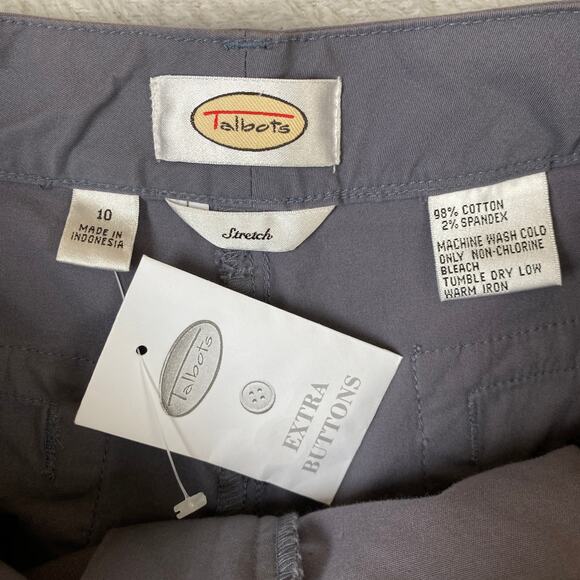 Talbots
10
MADE IN
INDONESIA
Stretch
98% COTTON
2% SPANDEX
MACHINE WASH COLD
ONLY NON-CHLORINE
BLEACH
TUMBLE DRY LOW
WARM IRON
Talbots
EXTRA
BUTTONS